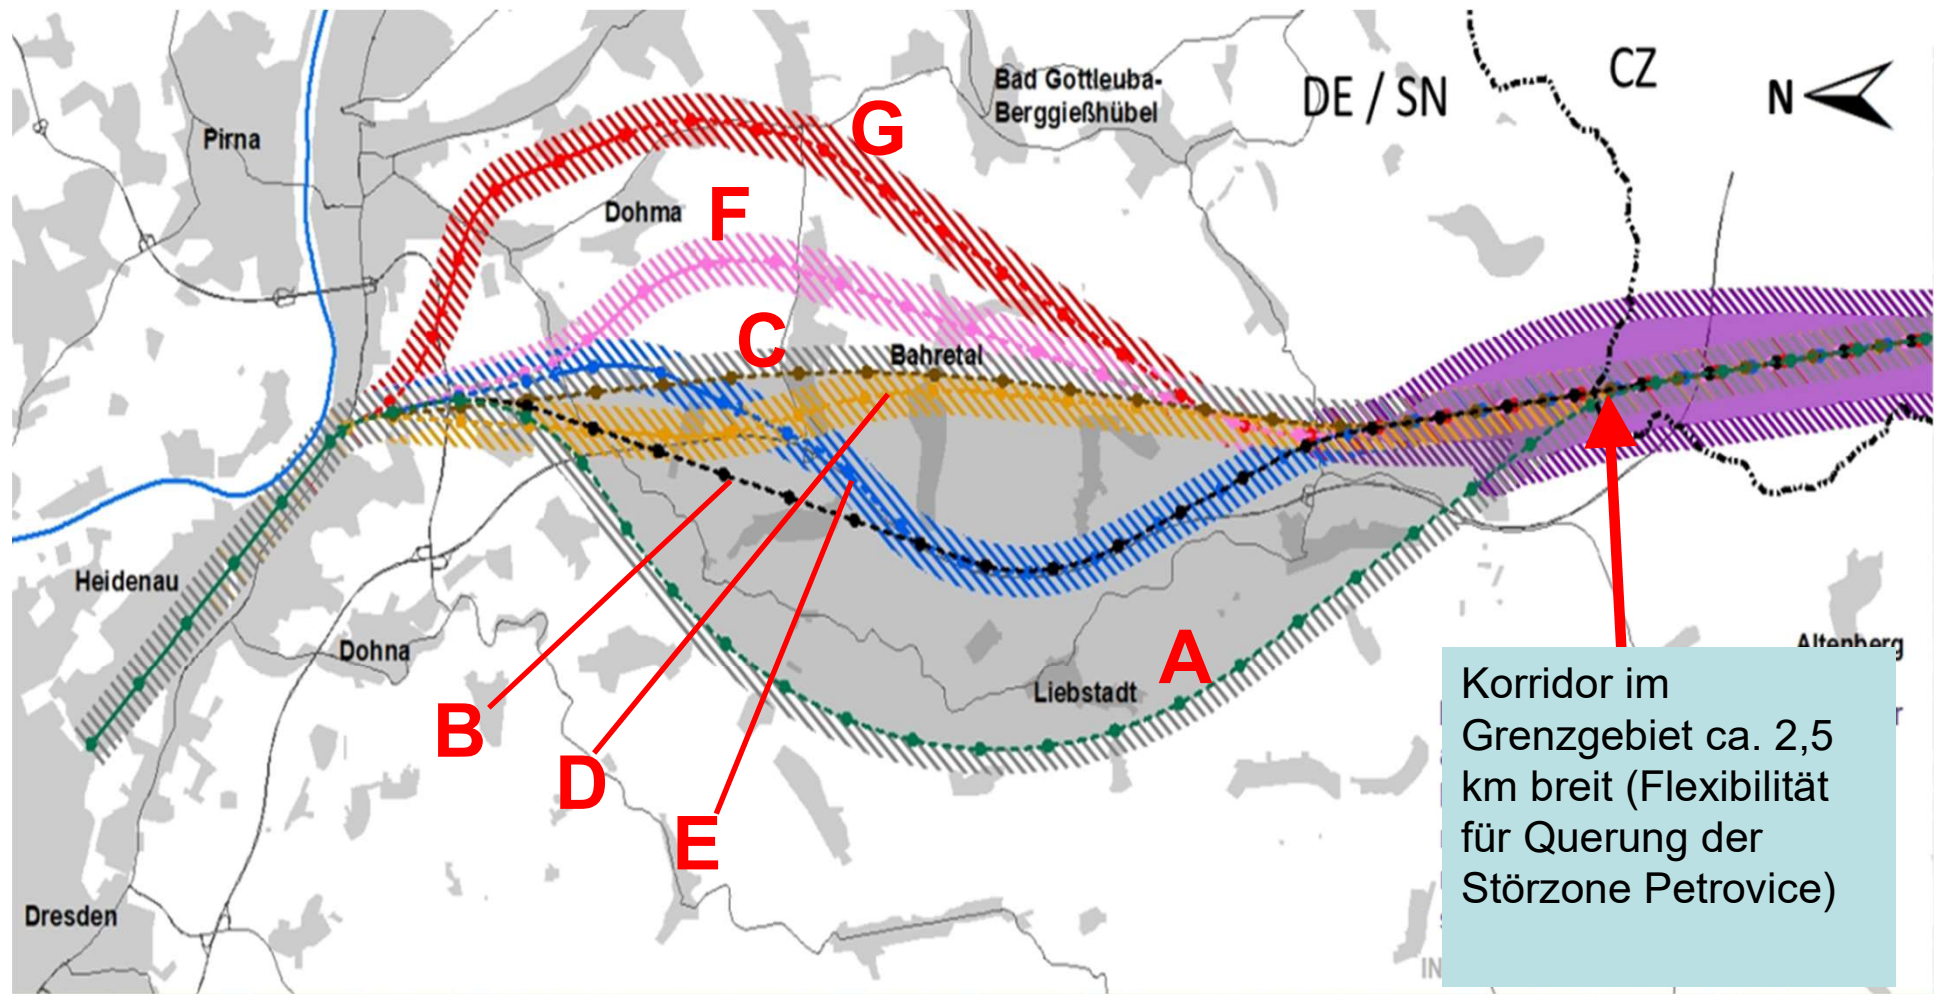 Bad Gottleuba-
Berggießhübel
DE / SN
CZ
N
Pirna
G
Dohma
F
C
Bahretal
Heidenau
Dohna
Liebstadt
A
Altenberg
B
D
E
Dresden
Korridor im
Grenzgebiet ca. 2,5
km breit (Flexibilität
für Querung der
Störzone Petrovice)
IN